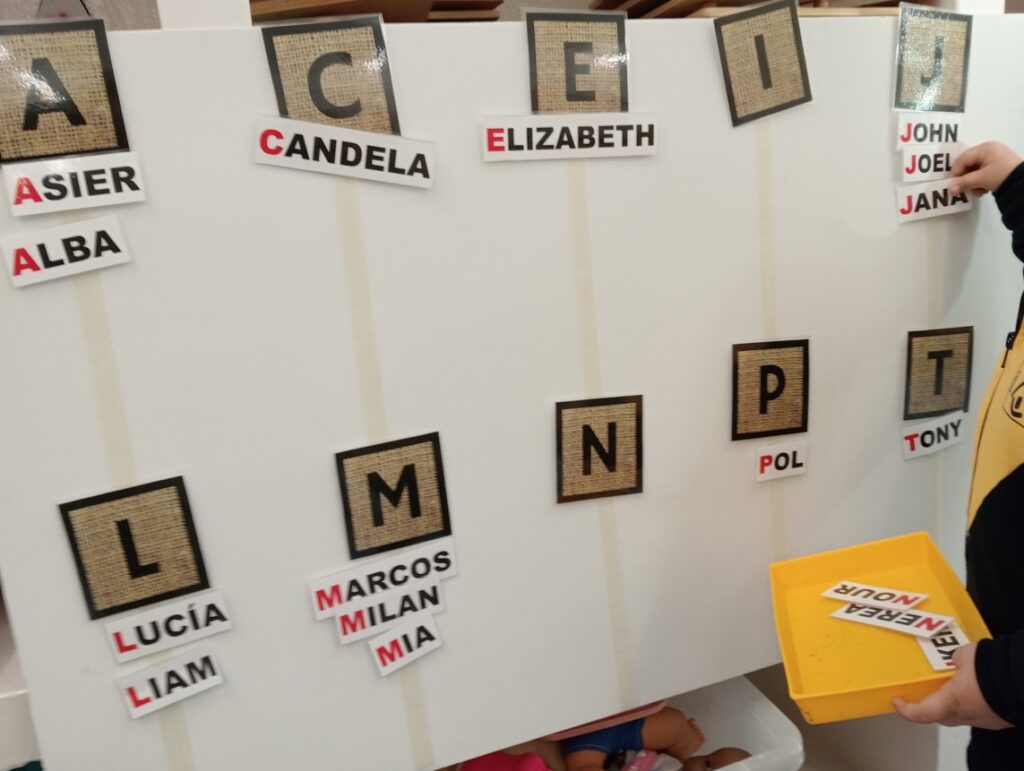 A
ASIER
ALBA
C
CANDELA
E
ELIZABETH
I
J
JOHN
JOEL
JANA
L
LUCÍA
LIAM
M
MARCOS
MILAN
MIA
N
P
POL
T
TONY
NOUR
NEREA